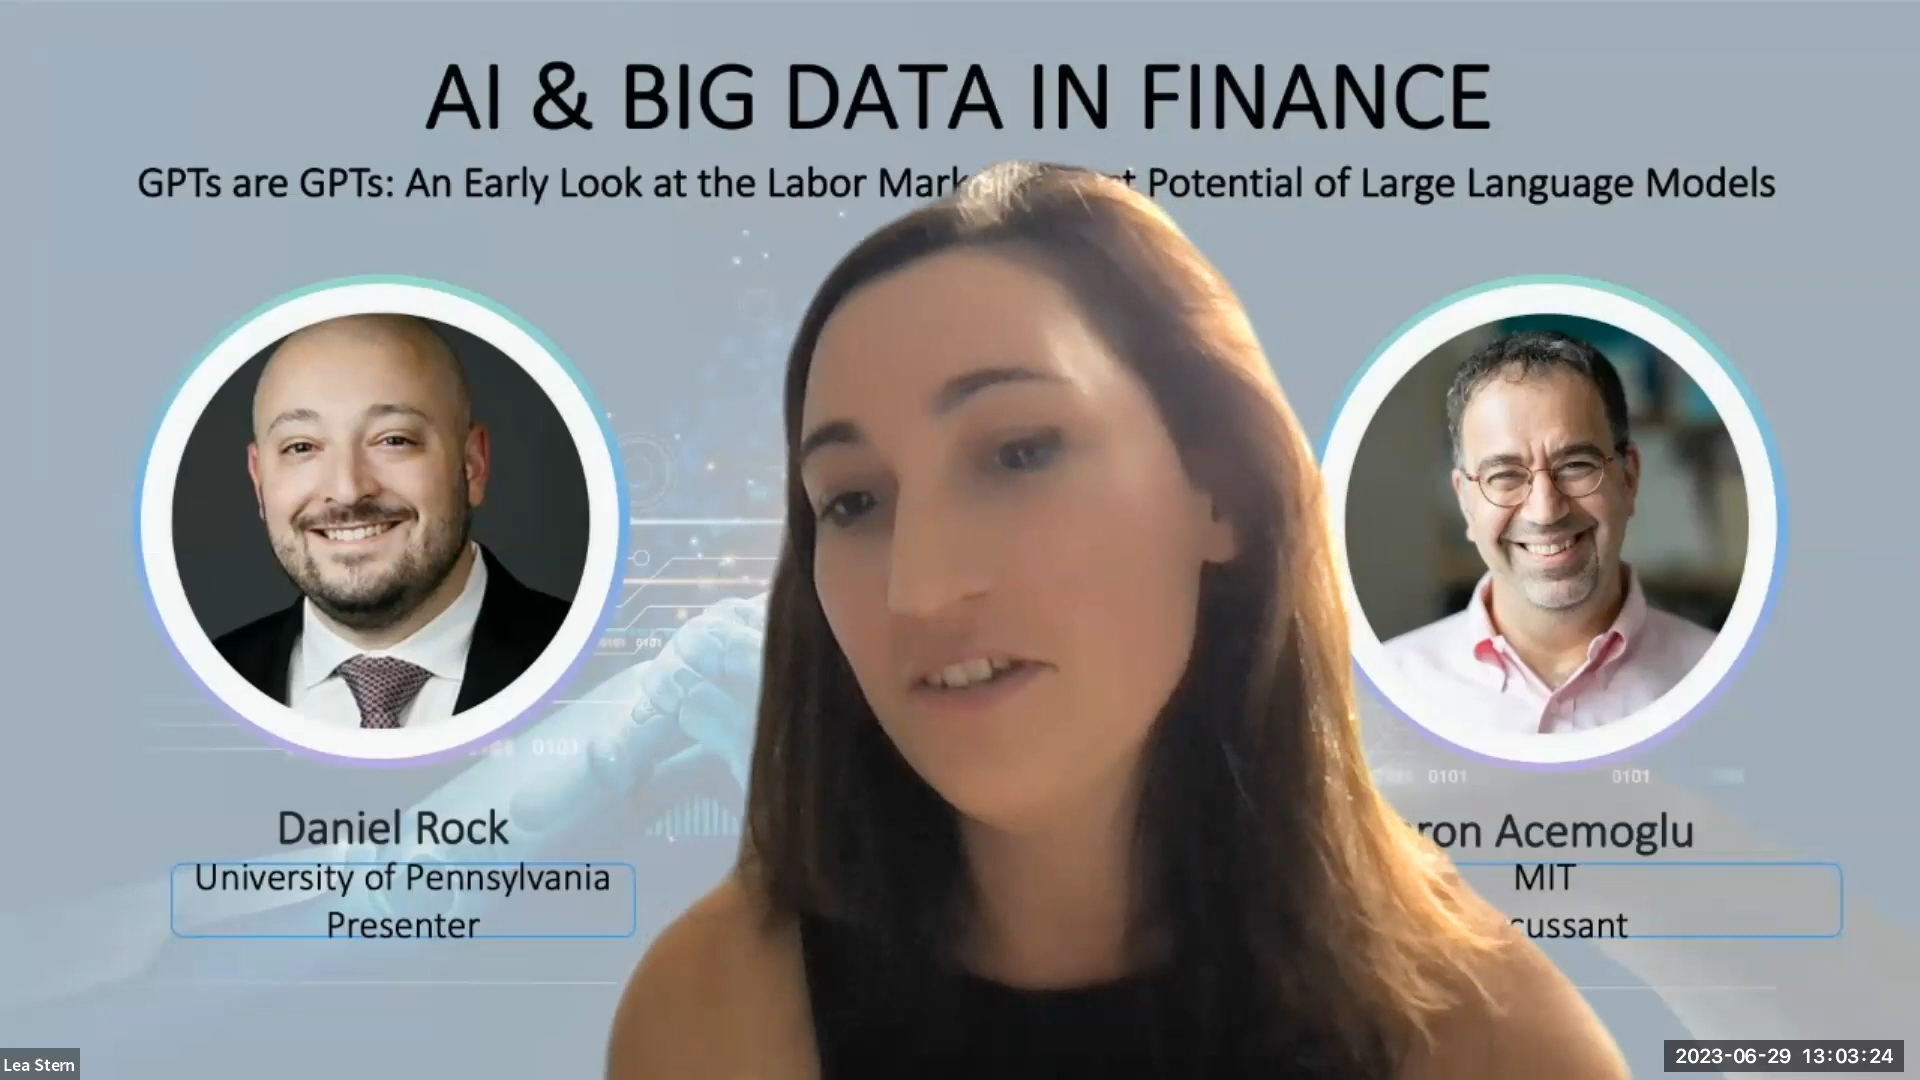 AI & BIG DATA IN FINANCE
GPTs are GPTs: An Early Look at the Labor Mark t Potential of Large Language Models
0101 0101
0101
0101 0101
Daniel Rock
ron Acemoglu
University of Pennsylvania
MIT
Presenter
cussant
Lea Stern
2023-06-29 13:03:24